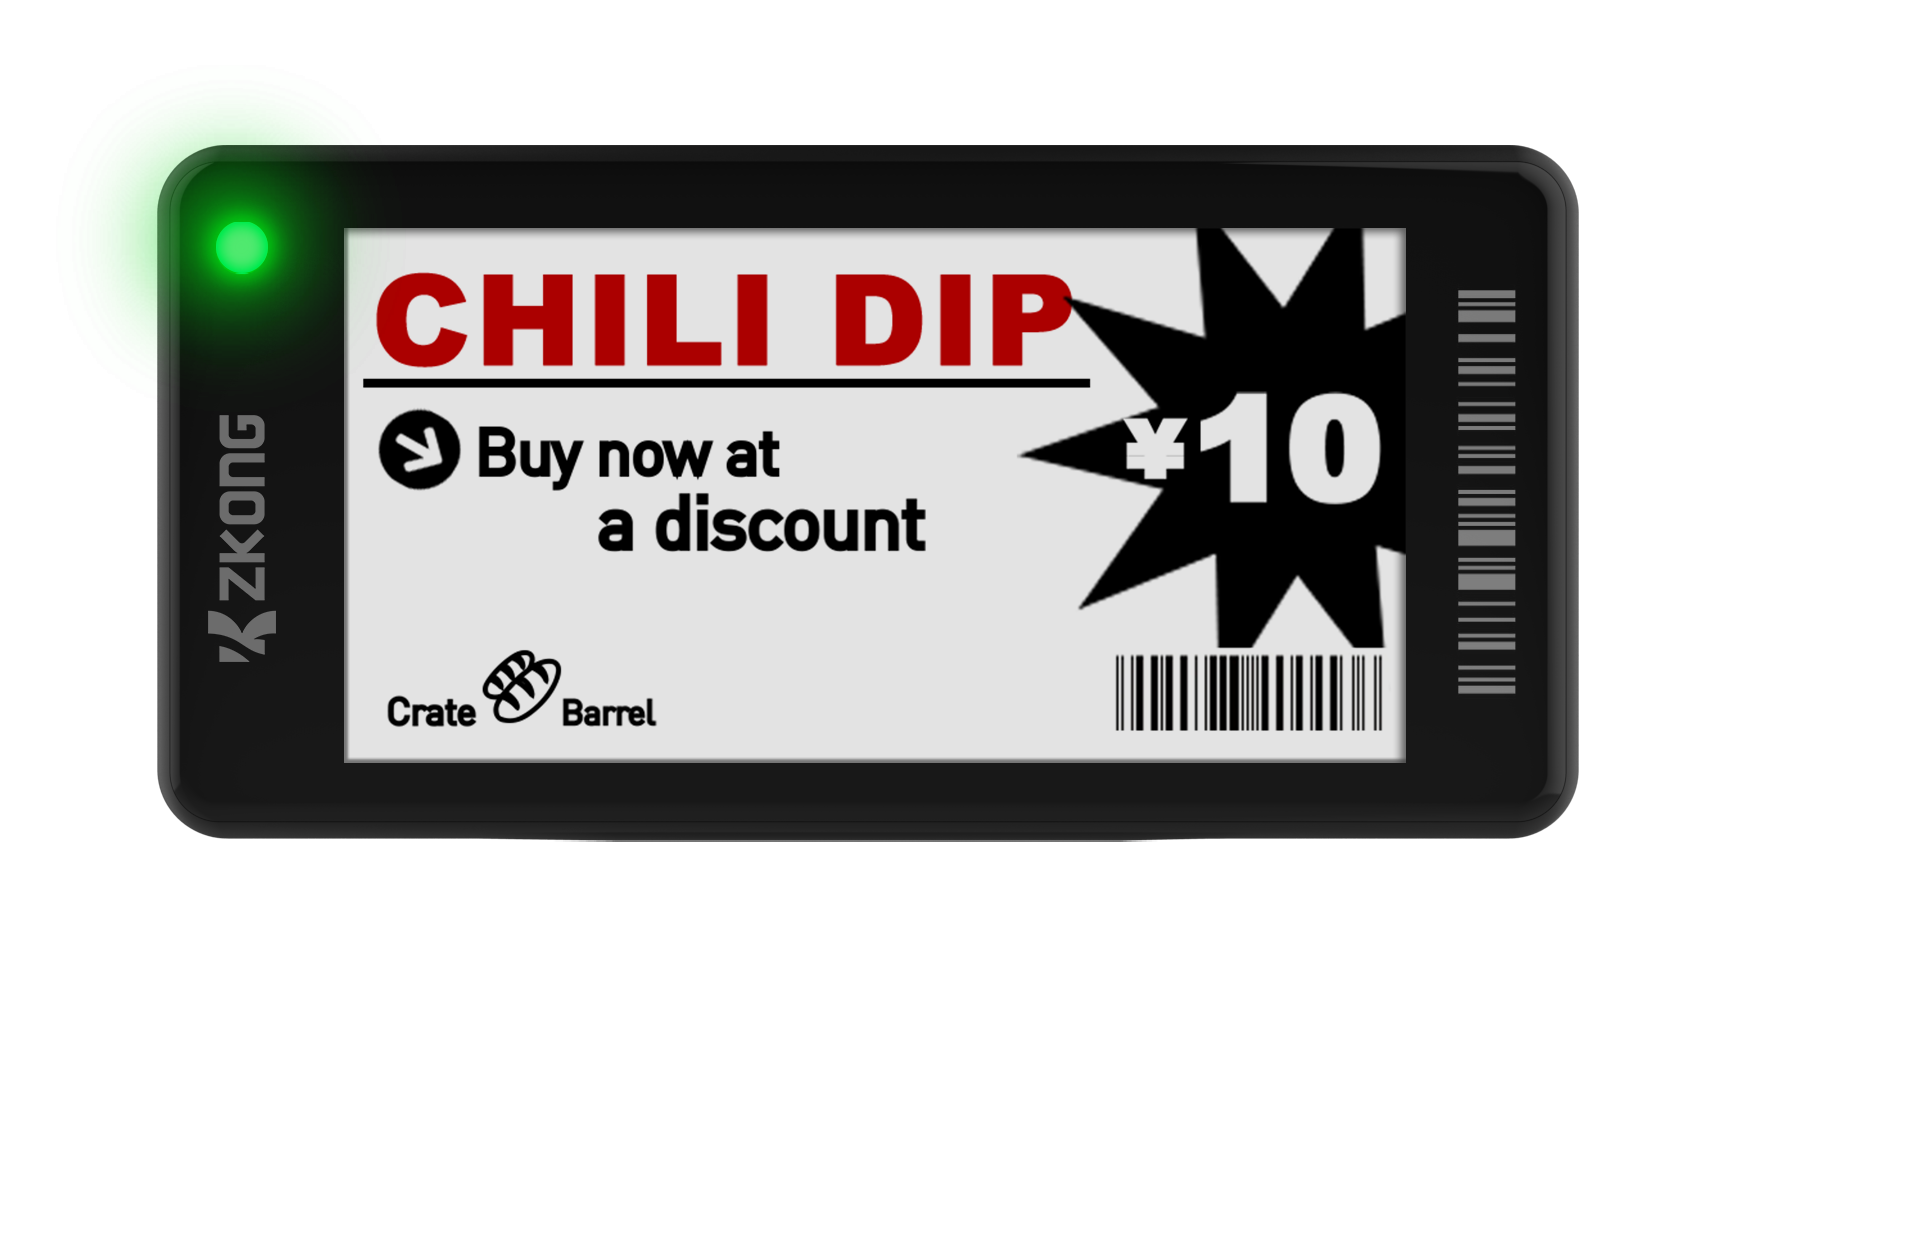 CHILI DIP
Buy now at
a discount
¥10
Crate Barrel
ZKONG